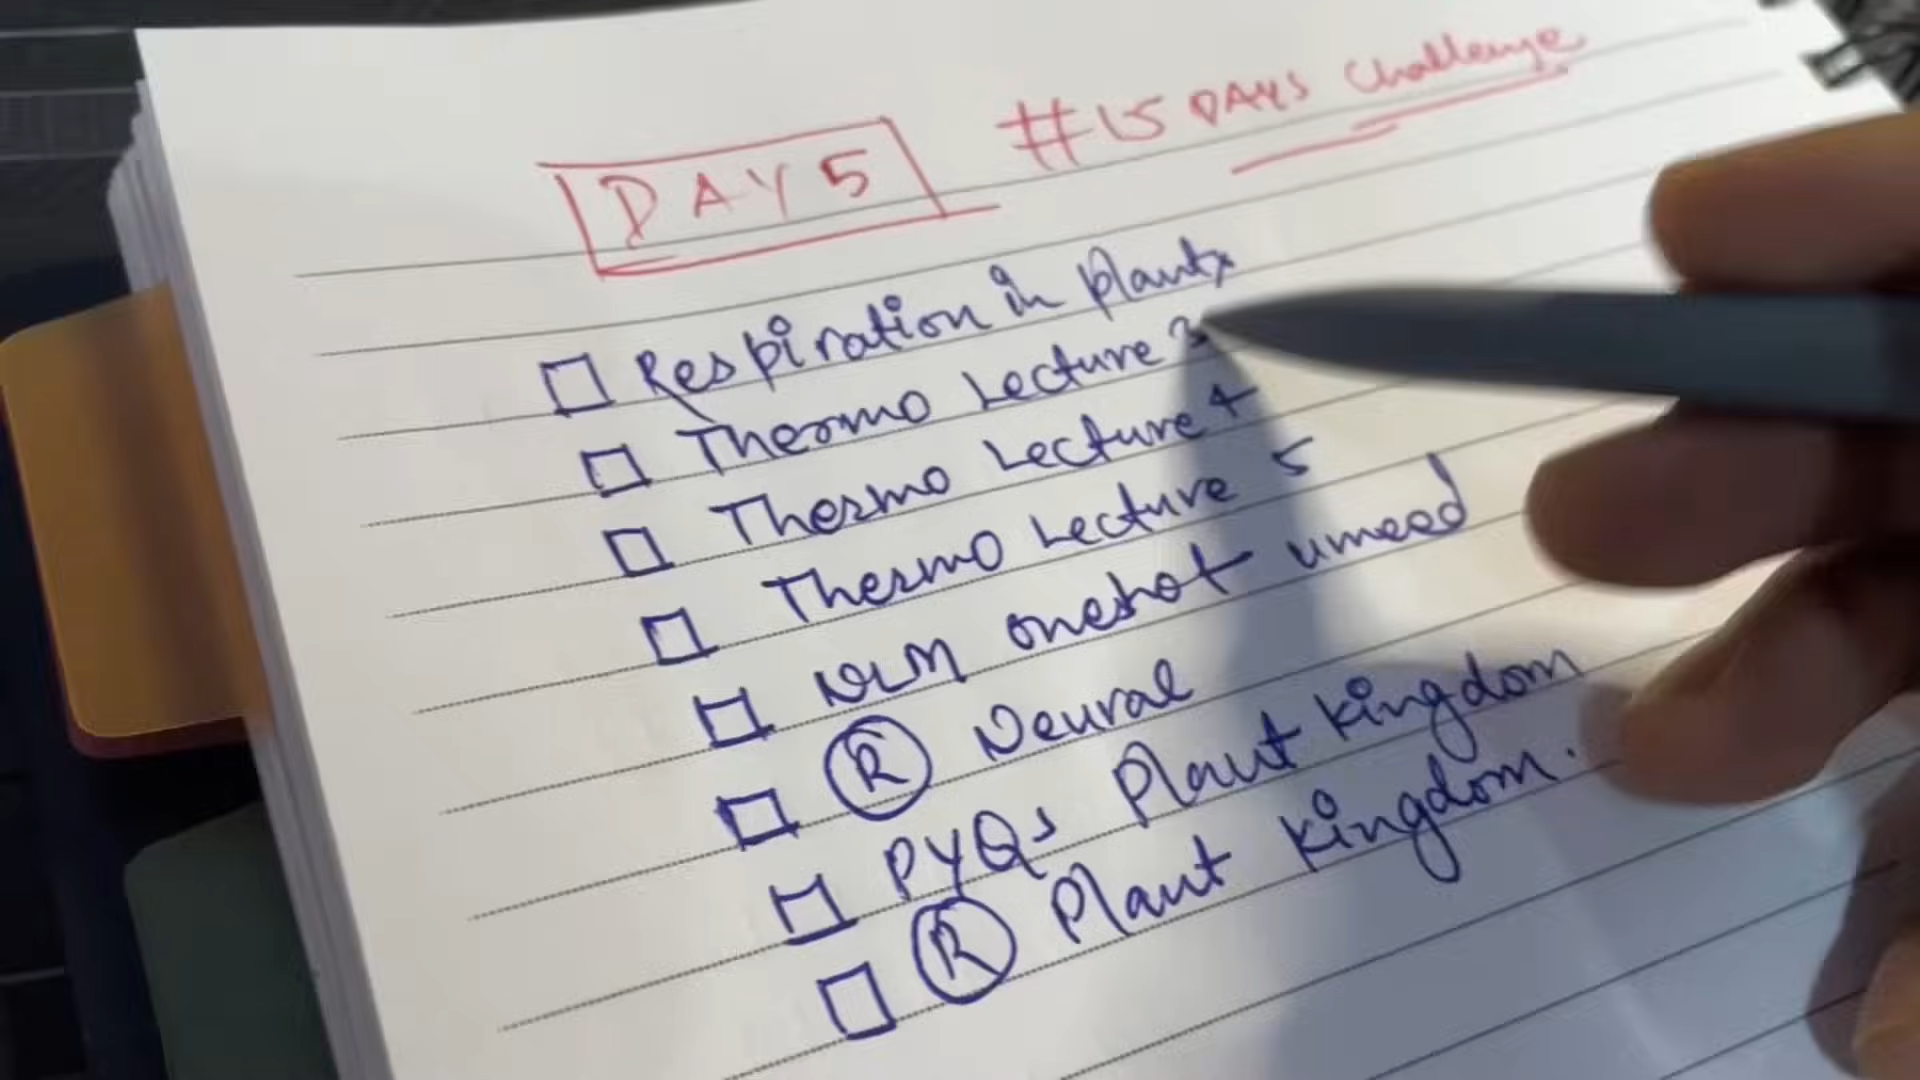 DAY 5 #15 DAYS Challenge
Respiration in plants
Thermo Lecture 3
Thermo Lecture 4
Thermo Lecture 5
NLM oneshot umeed
R Neural
PYQs Plant kingdom
R Plant kingdom.